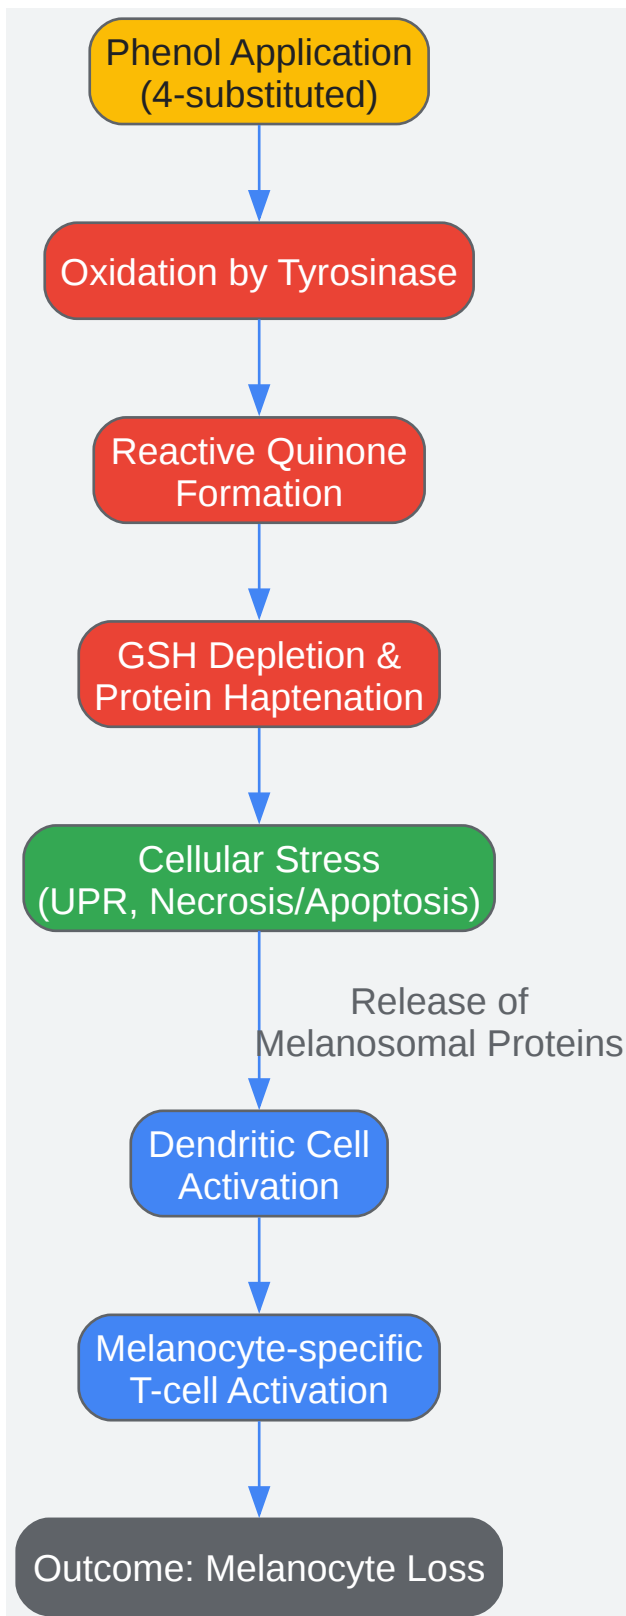 Phenol Application
(4-substituted)
Oxidation by Tyrosinase
Reactive Quinone
Formation
GSH Depletion &
Protein Haptenation
Cellular Stress
(UPR, Necrosis/Apoptosis)
Release of
Melanosomal Proteins
Dendritic Cell
Activation
Melanocyte-specific
T-cell Activation
Outcome: Melanocyte Loss